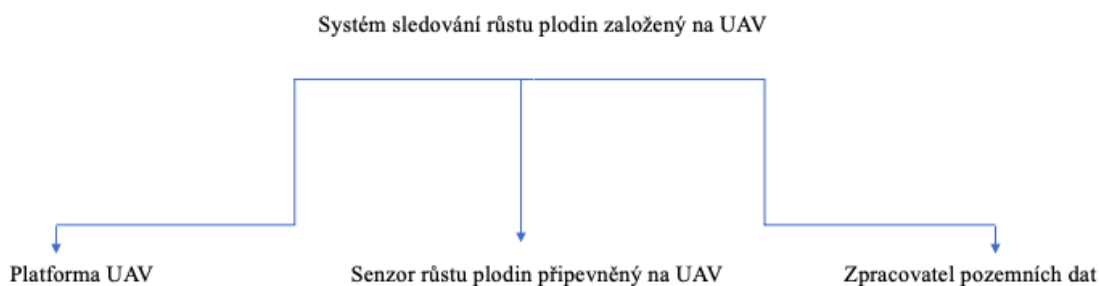 Systém sledování růstu plodin založený na UAV
Platforma UAV
Senzor růstu plodin připevněný na UAV
Zpracovatel pozemních dat